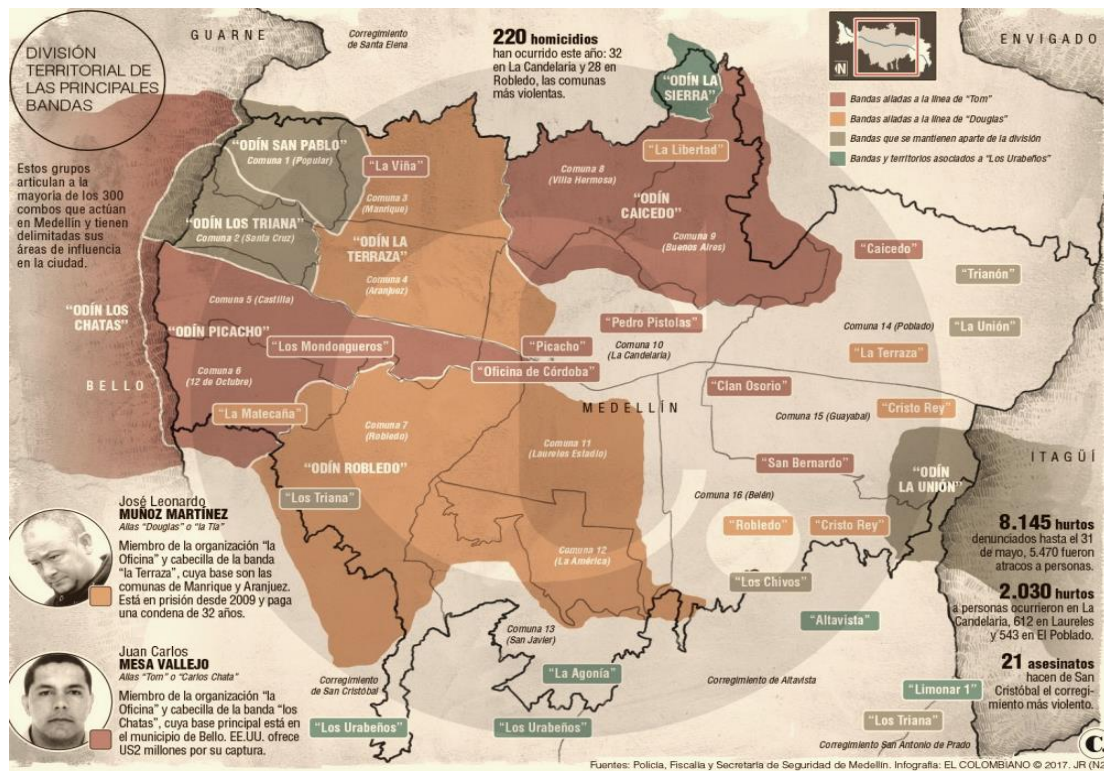 DIVISIÓN
TERRITORIAL DE
LAS PRINCIPALES
BANDAS
Estos grupos
articulan a la
mayoría de los 300
combos que actúan
en Medellín y tienen
delimitadas sus
áreas de influencia
en la ciudad.
GUARNE
Corregimiento
de Santa Elena
220 homicidios
han ocurrido este año: 32
en La Candelaria y 28 en
Robledo, las comunas
más violentas.
ENVIGADO
N
Bandas aliadas a la línea de “Tom”
Bandas aliadas a la línea de “Douglas”
Bandas que se mantienen aparte de la división
Bandas y territorios asociados a “Los Urabeños”
“ODÍN LA
SIERRA”
“ODÍN SAN PABLO”
Comuna 1 (Popular)
“La Viña”
“La Libertad”
Comuna 8
(Villa Hermosa)
Comuna 3
(Manrique)
“ODÍN
CAICEDO”
“ODÍN LOS TRIANA”
Comuna 2 (Santa Cruz)
“ODÍN LA
TERRAZA”
Comuna 9
(Buenos Aires)
“Caicedo”
“Trianón”
Comuna 4
(Aranjuez)
Comuna 5 (Castilla)
“ODÍN LOS
CHATAS”
“ODÍN PICACHO”
“Los Mondongueros”
“Pedro Pistolas”
“Picacho”
Comuna 10
(La Candelaria)
Comuna 14 (Poblado)
“La Unión”
“La Terraza”
Comuna 6
(12 de Octubre)
“Oficina de Córdoba”
BELLO
“Clan Osorio”
“La Matecaña”
MEDELLÍN
Comuna 15 (Guayabal)
“Cristo Rey”
Comuna 7
(Robledo)
Comuna 11
(Laureles Estadio)
“ODÍN ROBLEDO”
“San Bernardo”
“ODÍN
LA UNIÓN”
ITAGÜÍ
“Los Triana”
Comuna 16 (Belén)
“Robledo”
“Cristo Rey”
Comuna 12
(La América)
“Los Chivos”
“Altavista”
Comuna 13
(San Javier)
“La Agonía”
Corregimiento
de San Cristóbal
Corregimiento de Altavista
“Limonar 1”
“Los Urabeños”
“Los Urabeños”
“Los Triana”
Corregimiento San Antonio de Prado
José Leonardo
MUÑOZ MARTÍNEZ
Alias “Douglas” o “la Tía”
Miembro de la organización “la
Oficina” y cabecilla de la banda
“la Terraza”, cuya base son las
comunas de Manrique y Aranjuez.
Está en prisión desde 2009 y paga
una condena de 32 años.
Juan Carlos
MESA VALLEJO
Alias “Tom” o “Carlos Chata”
Miembro de la organización “la
Oficina” y cabecilla de la banda “los
Chatas”, cuya base principal está en
el municipio de Bello. EE.UU. ofrece
US2 millones por su captura.
8.145 hurtos
denunciados hasta el 31
de mayo, 5.470 fueron
atracos a personas.
2.030 hurtos
a personas ocurrieron en La
Candelaria, 612 en Laureles
y 543 en El Poblado.
21 asesinatos
hacen de San
Cristóbal el corregi-
miento más violento.
C
Fuentes: Policía, Fiscalía y Secretaría de Seguridad de Medellín. Infografía: EL COLOMBIANO © 2017. JR (N2